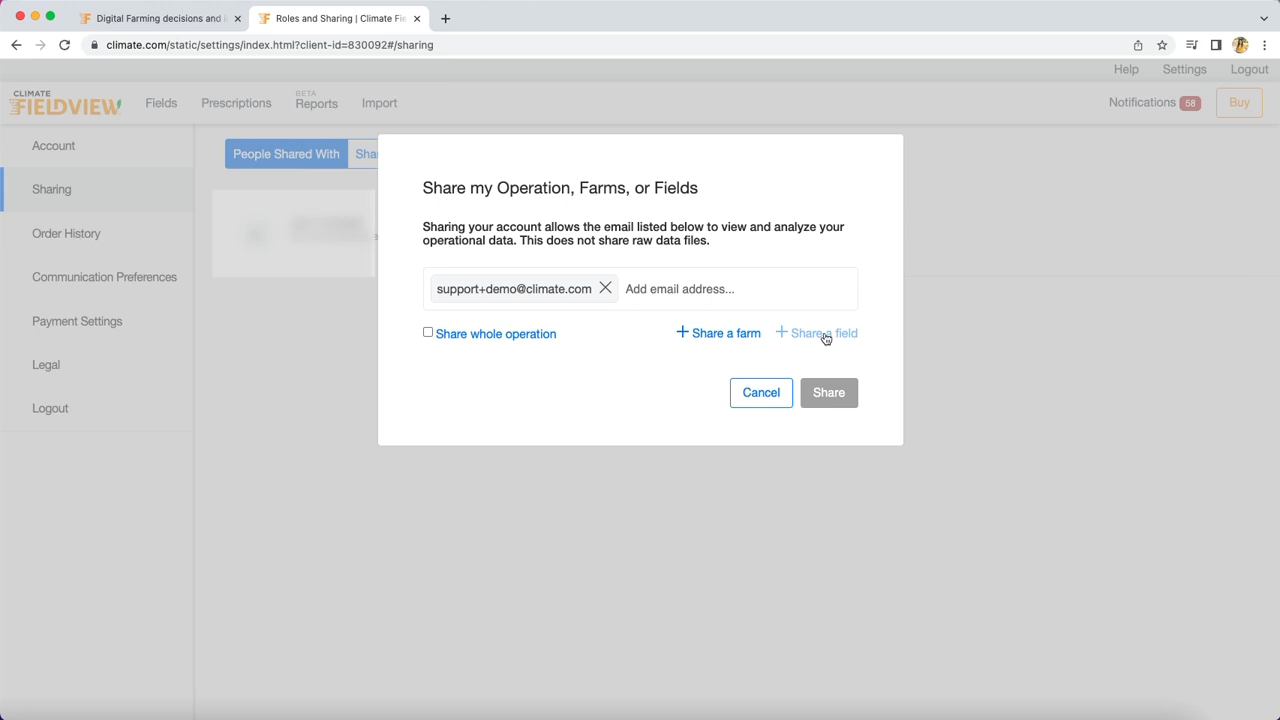 Digital Farming decisions and i
Roles and Sharing | Climate Fie
climate.com/static/settings/index.html?client-id=830092#/sharing
Help Settings Logout
CLIMATE
FIELDVIEW
Fields Prescriptions
BETA
Reports
Import
Notifications 58
Buy
Account
Sharing
Order History
Communication Preferences
Payment Settings
Legal
Logout
People Shared With
Sha
Share my Operation, Farms, or Fields
Sharing your account allows the email listed below to view and analyze your
operational data. This does not share raw data files.
support+demo@climate.com Add email address...
Share whole operation + Share a farm + Share a field
Cancel Share